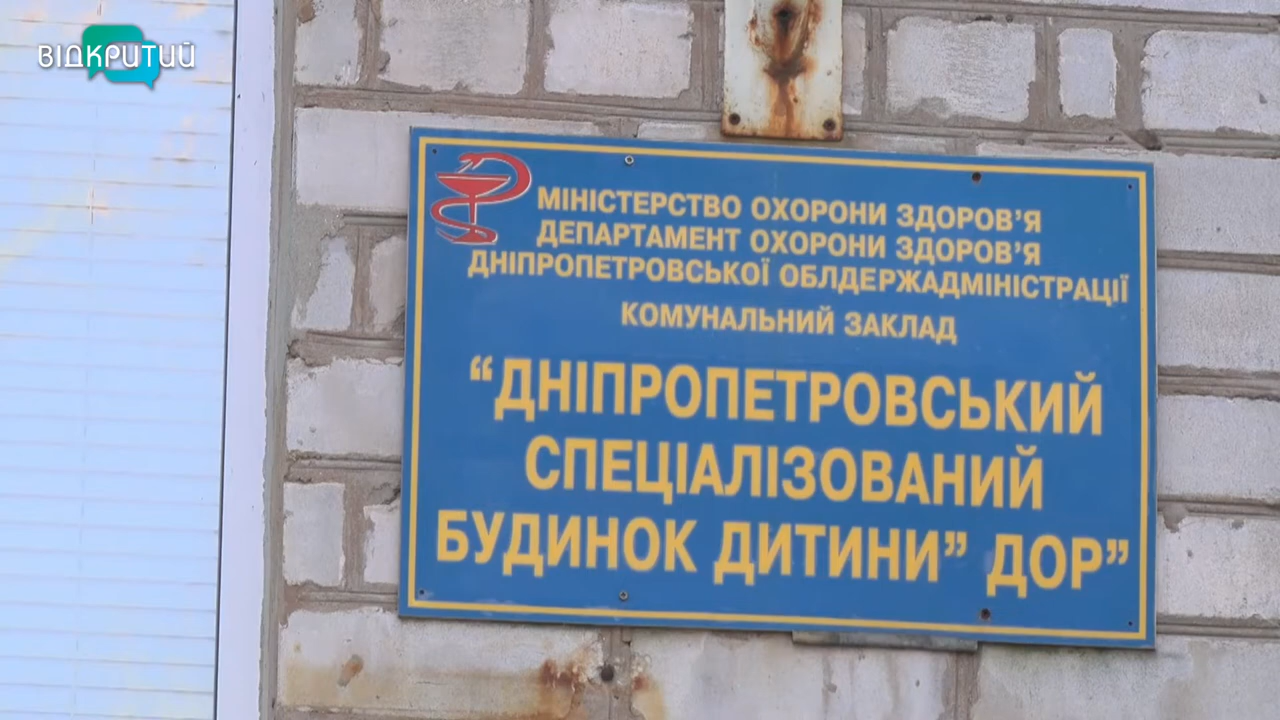 ВІДКРИТИЙ
МІНІСТЕРСТВО ОХОРОНИ ЗДОРОВ’Я
ДЕПАРТАМЕНТ ОХОРОНИ ЗДОРОВ’Я
ДНІПРОПЕТРОВСЬКОЇ ОБЛДЕРЖАДМІНІСТРАЦІЇ
КОМУНАЛЬНИЙ ЗАКЛАД
“ДНІПРОПЕТРОВСЬКИЙ
СПЕЦІАЛІЗОВАНИЙ
БУДИНОК ДИТИНИ” ДОР”